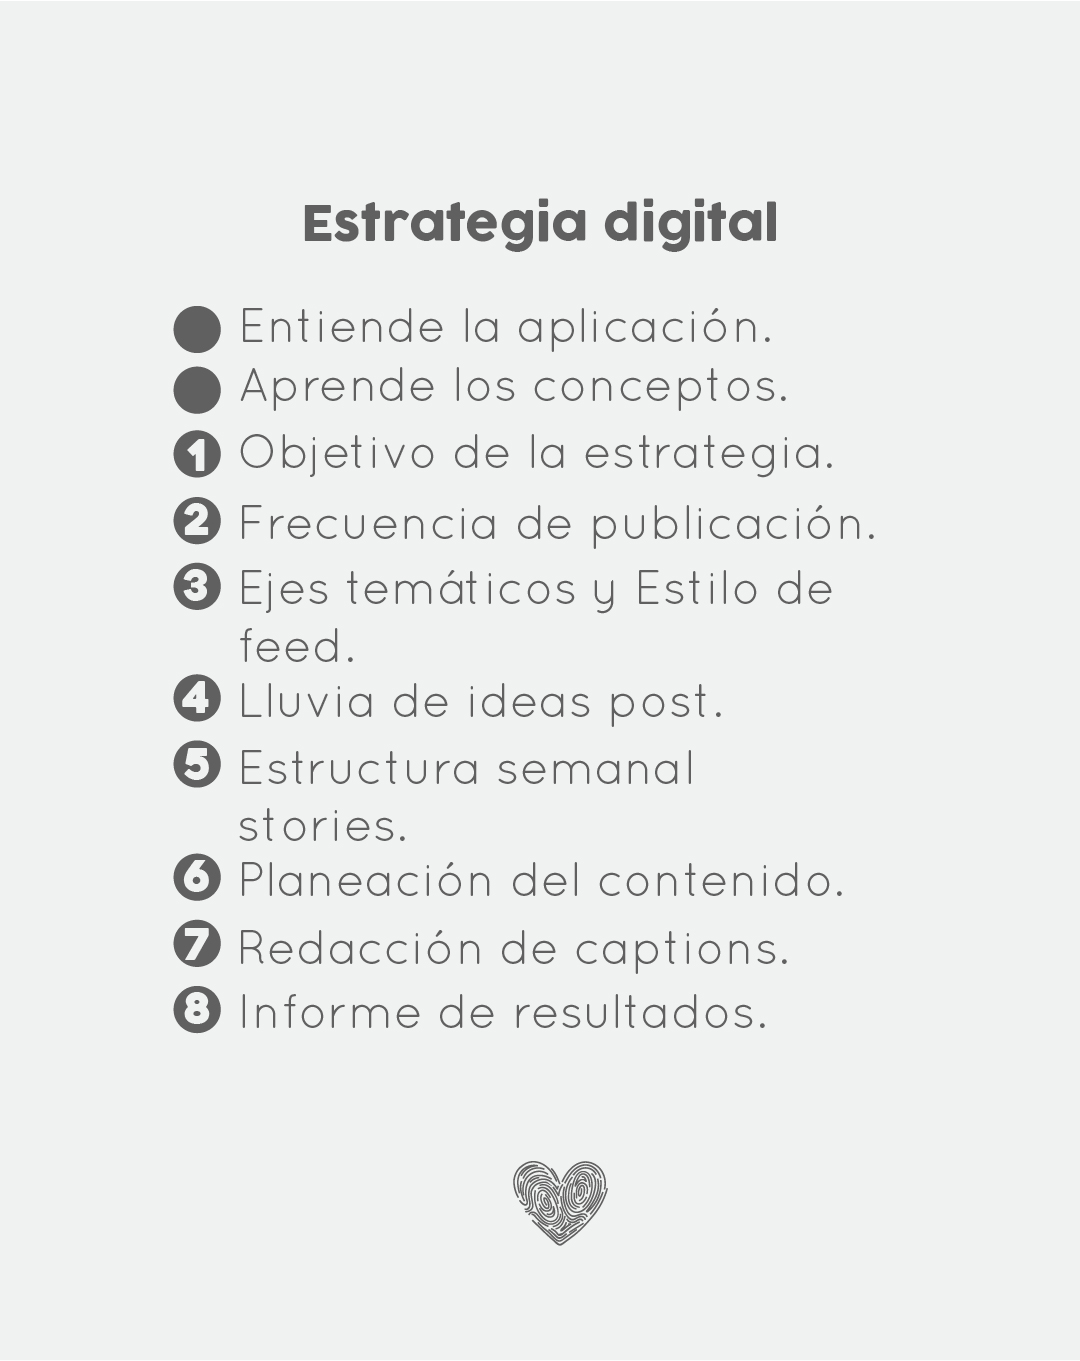 Estrategia digital
Entiende la aplicación.
Aprende los conceptos.
1 Objetivo de la estrategia.
2 Frecuencia de publicación.
3 Ejes temáticos y Estilo de
feed.
4 Lluvia de ideas post.
5 Estructura semanal
stories.
6 Planeación del contenido.
7 Redacción de captions.
8 Informe de resultados.